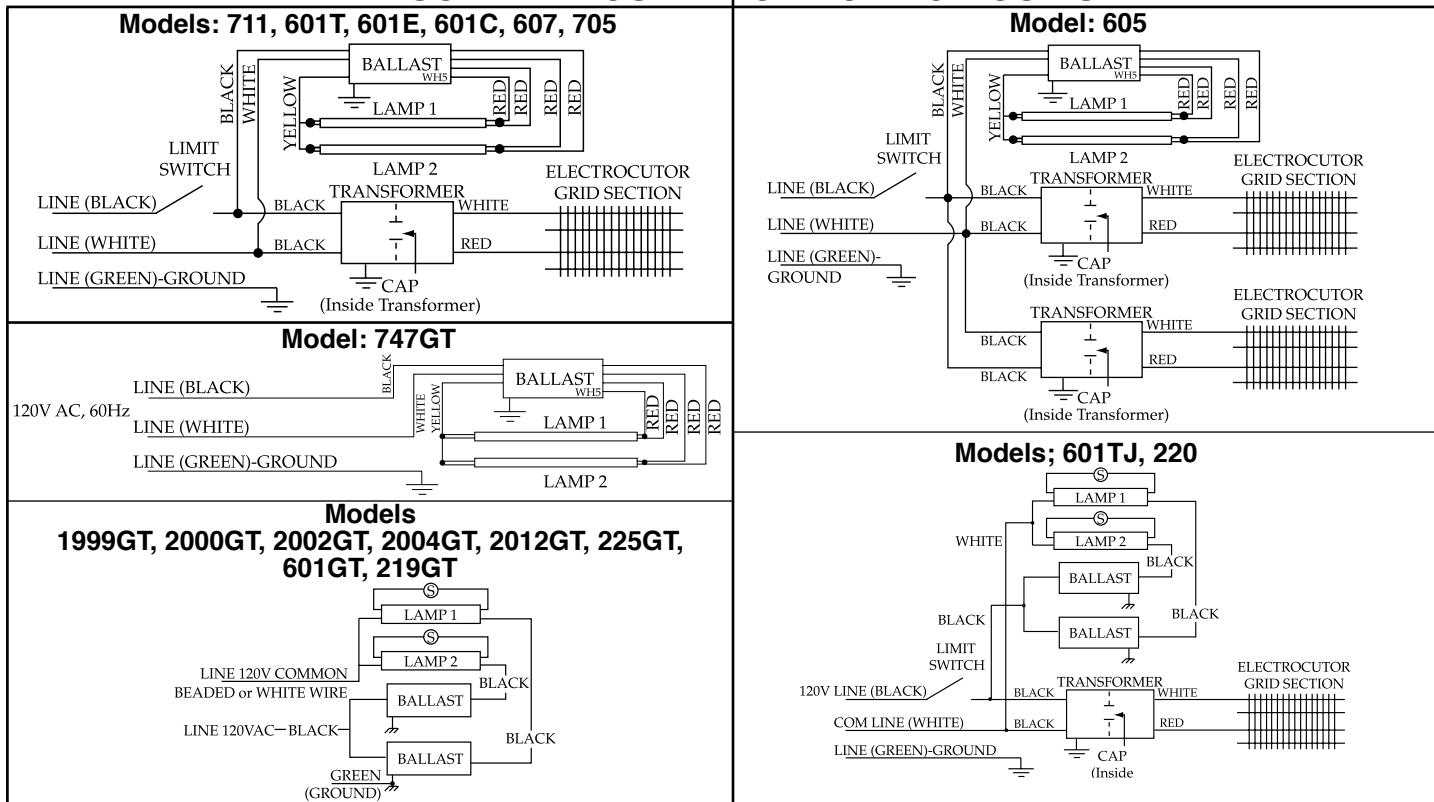 Models: 711, 601T, 601E, 601C, 607, 705
BALLAST
WH5
BLACK
WHITE
YELLOW
RED
RED
RED
RED
LAMP 1
LAMP 2
LIMIT
SWITCH
TRANSFORMER
ELECTROCUTOR
GRID SECTION
LINE (BLACK)
BLACK
WHITE
LINE (WHITE)
BLACK
RED
LINE (GREEN)-GROUND
CAP
(Inside Transformer)
Model: 747GT
BLACK
BALLAST
WH5
LINE (BLACK)
120V AC, 60Hz
WHITE
YELLOW
RED
RED
RED
RED
LINE (WHITE)
LAMP 1
LINE (GREEN)-GROUND
LAMP 2
Models
1999GT, 2000GT, 2002GT, 2004GT, 2012GT, 225GT,
601GT, 219GT
S
LAMP 1
S
LAMP 2
LINE 120V COMMON
BEADED or WHITE WIRE
BLACK
BALLAST
LINE 120VAC
BLACK
BLACK
BALLAST
GREEN
(GROUND)
Model: 605
BALLAST
WH5
BLACK
WHITE
YELLOW
RED
RED
RED
RED
LAMP 1
LAMP 2
LIMIT
SWITCH
TRANSFORMER
ELECTROCUTOR
GRID SECTION
LINE (BLACK)
BLACK
WHITE
LINE (WHITE)
BLACK
RED
LINE (GREEN)-
GROUND
CAP
(Inside Transformer)
TRANSFORMER
ELECTROCUTOR
GRID SECTION
BLACK
WHITE
BLACK
RED
CAP
(Inside Transformer)
Models; 601TJ, 220
S
LAMP 1
S
LAMP 2
WHITE
BLACK
BALLAST
BLACK
BLACK
BALLAST
LIMIT
SWITCH
TRANSFORMER
ELECTROCUTOR
GRID SECTION
120V LINE (BLACK)
BLACK
WHITE
COM LINE (WHITE)
BLACK
RED
LINE (GREEN)-GROUND
CAP
(Inside